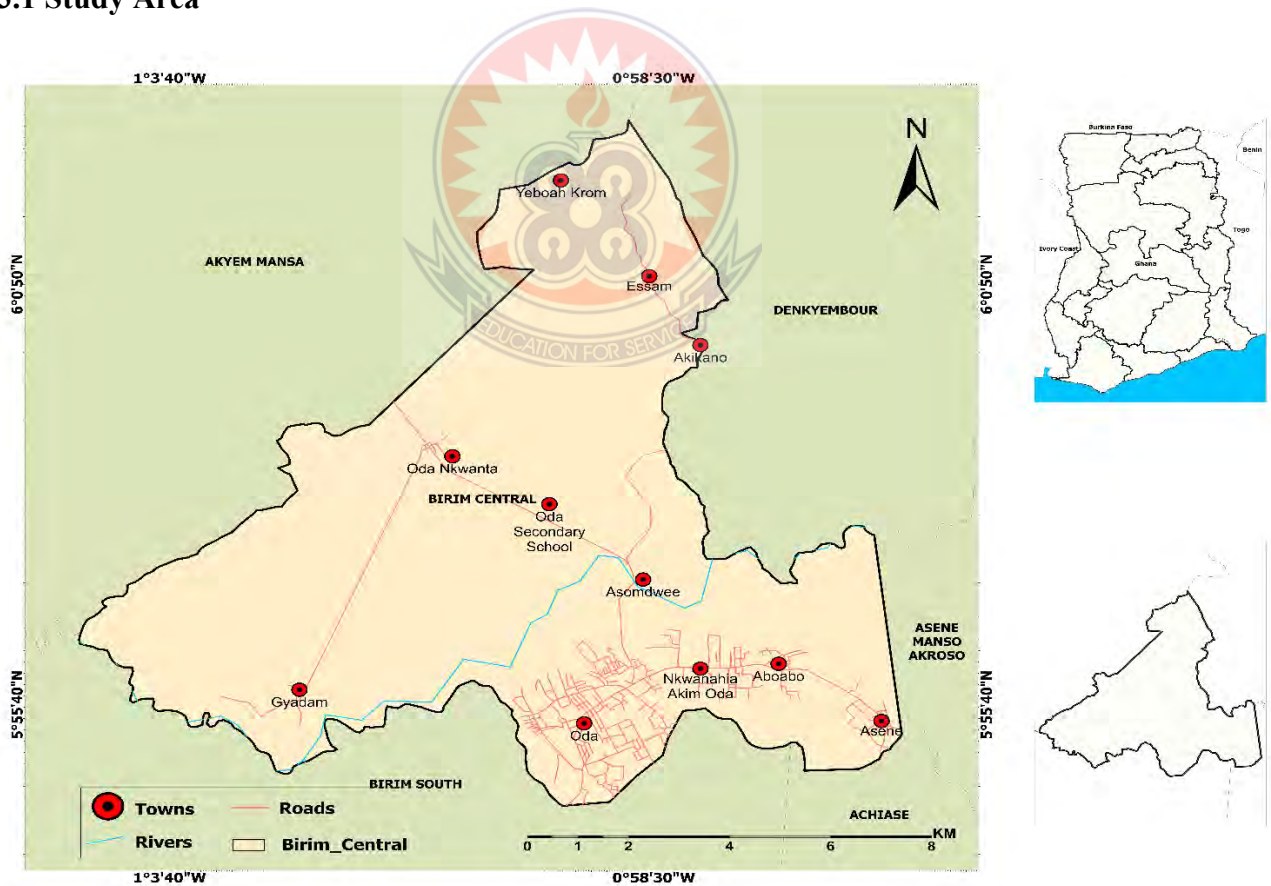 3.1 Study Area
1°3'40"W
0°58'30"W
N
Yeboah Krom
AKYEM MANSA
6°0'50"N
6°0'50"N
Essam
DENKYEMBOUR
EDUCATION FOR SERVICE
Akikano
Oda Nkwanta
BIRIM CENTRAL
Oda
Secondary
School
Asomdwee
ASENE
MANSO
AKROSO
Nkwanahia
Akim Oda
Aboabo
Gyadam
5°55'40"N
5°55'40"N
Oda
Asene
BIRIM SOUTH
ACHIASE
Towns
Roads
Rivers
Birim_Central
KM
0 1 2 4 6 8
1°3'40"W
0°58'30"W
Burkina Faso
Benin
Ivory Coast
Togo
Ghana